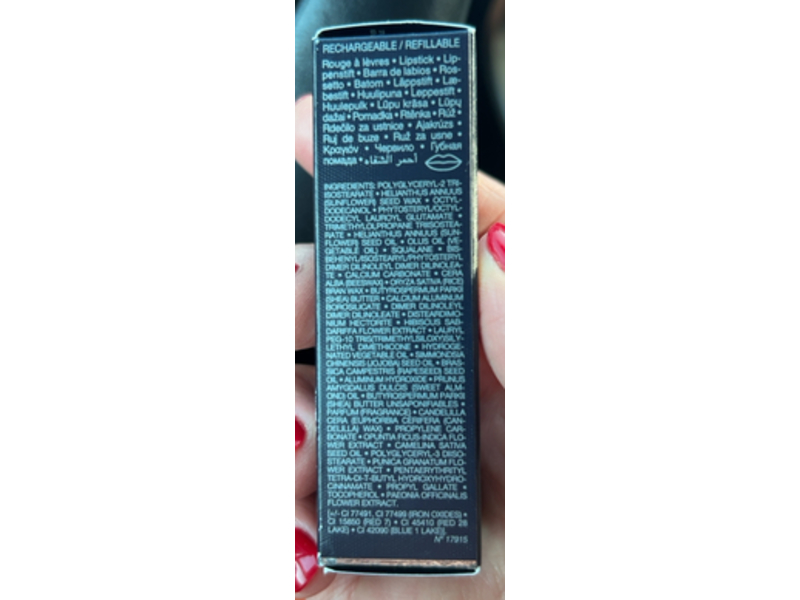 RECHARGEABLE / REFILLABLE
Rouge à lèvres • Lipstick • Lip-
penstift • Barra de labios • Ros-
setto • Batom • Läppstift • Læ-
bestift • Huulipuna • Leppestift •
Huulepulk • Lūpu krāsa • Lūpų
dažai • Pomadka • Rtěnka • Rúž •
Rdečilo za ustnice • Ajakrúzs •
Ruj de buze • Ruž za usne •
Κραγιόν • Червило • Губная
помада • أحمر الشفاه
INGREDIENTS: POLYGLYCERYL-2 TRI-
ISOSTEARATE • HELIANTHUS ANNUUS
(SUNFLOWER) SEED WAX • OCTYL-
DODECANOL • PHYTOSTERYL/OCTYL-
DODECYL LAUROYL GLUTAMATE •
TRIMETHYLOLPROPANE TRIISOSTEA-
RATE • HELIANTHUS ANNUUS (SUN-
FLOWER) SEED OIL • OLUS OIL (VE-
GETABLE OIL) • SQUALANE • BIS-
BEHENYL/ISOSTEARYL/PHYTOSTERYL
DIMER DILINOLEYL DIMER DILINOLEA-
TE • CALCIUM CARBONATE • CERA
ALBA (BEESWAX) • ORYZA SATIVA (RICE)
BRAN WAX • BUTYROSPERMUM PARKII
(SHEA) BUTTER • CALCIUM ALUMINUM
BOROSILICATE • DIMER DILINOLEYL
DIMER DILINOLEATE • DISTEARDIMO-
NIUM HECTORITE • HIBISCUS SAB-
DARIFFA FLOWER EXTRACT • LAURYL
PEG-10 TRIS(TRIMETHYLSILOXY)SILY-
LETHYL DIMETHICONE • HYDROGE-
NATED VEGETABLE OIL • SIMMONDSIA
CHINENSIS (JOJOBA) SEED OIL • BRAS-
SICA CAMPESTRIS (RAPESEED) SEED
OIL • ALUMINUM HYDROXIDE • PRUNUS
AMYGDALUS DULCIS (SWEET ALM-
OND) OIL • BUTYROSPERMUM PARKII
(SHEA) BUTTER UNSAPONIFIABLES •
PARFUM (FRAGRANCE) • CANDELILLA
CERA (EUPHORBIA CERIFERA (CAN-
DELILLA) WAX) • PROPYLENE CAR-
BONATE • OPUNTIA FICUS-INDICA FLO-
WER EXTRACT • CAMELINA SATIVA
SEED OIL • POLYGLYCERYL-3 DIISO-
STEARATE • PUNICA GRANATUM FLO-
WER EXTRACT • PENTAERYTHRITYL
TETRA-DI-T-BUTYL HYDROXYHYDRO-
CINNAMATE • PROPYL GALLATE •
TOCOPHEROL • PAEONIA OFFICINALIS
FLOWER EXTRACT.
[+/- CI 77491, CI 77499 (IRON OXIDES) •
CI 15850 (RED 7) • CI 45410 (RED 28
LAKE) • CI 42090 (BLUE 1 LAKE)]
N° 17915